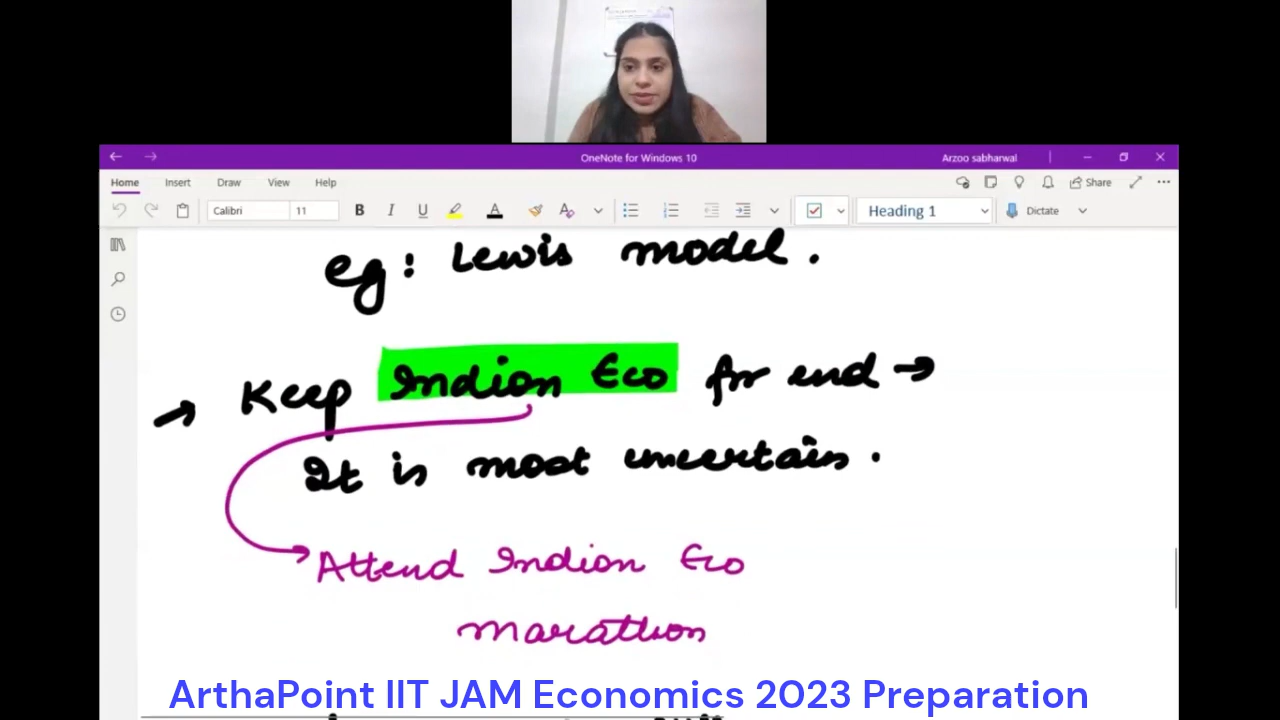 OneNote for Windows 10
Arzoo sabharwal
Home Insert Draw View Help
Share
Calibri 11 B I U A Heading 1 Dictate
eg: Lewis model.
→ Keep Indian Eco for end →
It is most uncertain.
Attend Indian Eco
marathon
ArthaPoint IIT JAM Economics 2023 Preparation